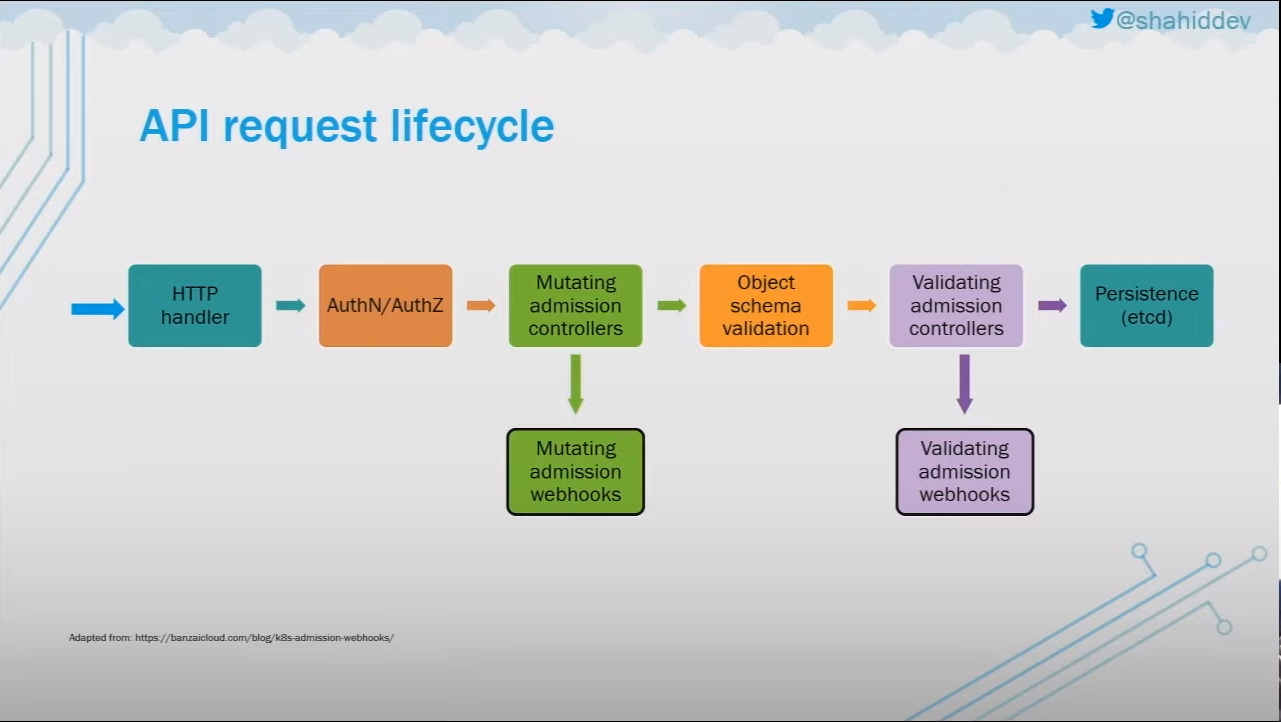 @shahiddev
API request lifecycle
HTTP
handler
AuthN/AuthZ
Mutating
admission
controllers
Object
schema
validation
Validating
admission
controllers
Persistence
(etcd)
Mutating
admission
webhooks
Validating
admission
webhooks
Adapted from: https://banzaicloud.com/blog/k8s-admission-webhooks/